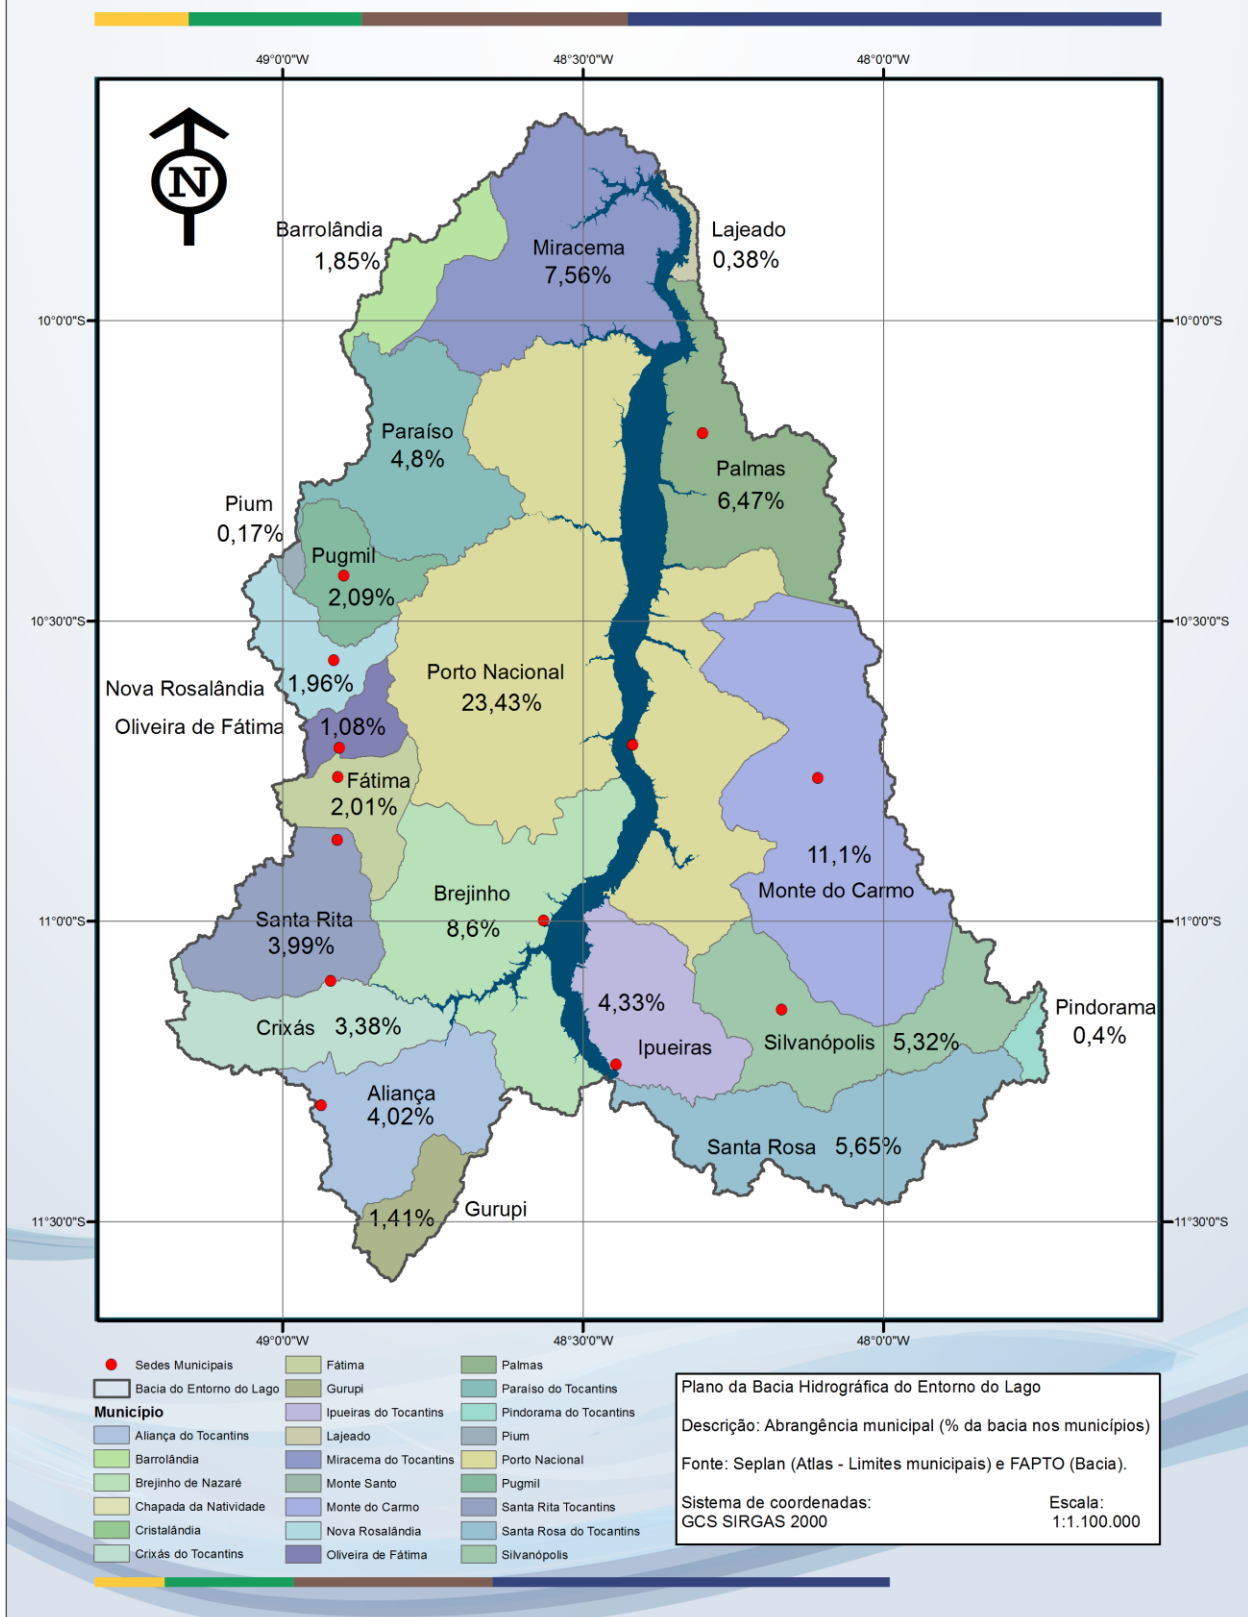 49°0'0"W 48°30'0"W 48°0'0"W
N
Barrolândia
1,85%
Miracema
7,56%
Lajeado
0,38%
10°0'0"S 10°0'0"S
Paraíso
4,8%
Palmas
6,47%
Pium
0,17%
Pugmil
2,09%
10°30'0"S 10°30'0"S
Porto Nacional
23,43%
Nova Rosalândia 1,96%
Oliveira de Fátima 1,08%
Fátima
2,01%
11,1%
Monte do Carmo
Brejinho
8,6%
Santa Rita
3,99%
11°0'0"S 11°0'0"S
4,33%
Ipueiras
Pindorama
0,4%
Crixás 3,38%
Silvanópolis 5,32%
Aliança
4,02%
Santa Rosa 5,65%
Gurupi
1,41%
11°30'0"S 11°30'0"S
49°0'0"W 48°30'0"W 48°0'0"W
Sedes Municipais
Bacia do Entorno do Lago
Município
Aliança do Tocantins
Barrolândia
Brejinho de Nazaré
Chapada da Natividade
Cristalândia
Crixás do Tocantins
Fátima
Gurupi
Ipueiras do Tocantins
Lajeado
Miracema do Tocantins
Monte Santo
Monte do Carmo
Nova Rosalândia
Oliveira de Fátima
Palmas
Paraíso do Tocantins
Pindorama do Tocantins
Pium
Porto Nacional
Pugmil
Santa Rita Tocantins
Santa Rosa do Tocantins
Silvanópolis
Plano da Bacia Hidrográfica do Entorno do Lago
Descrição: Abrangência municipal (% da bacia nos municípios)
Fonte: Seplan (Atlas - Limites municipais) e FAPTO (Bacia).
Sistema de coordenadas: Escala:
GCS SIRGAS 2000 1:1.100.000